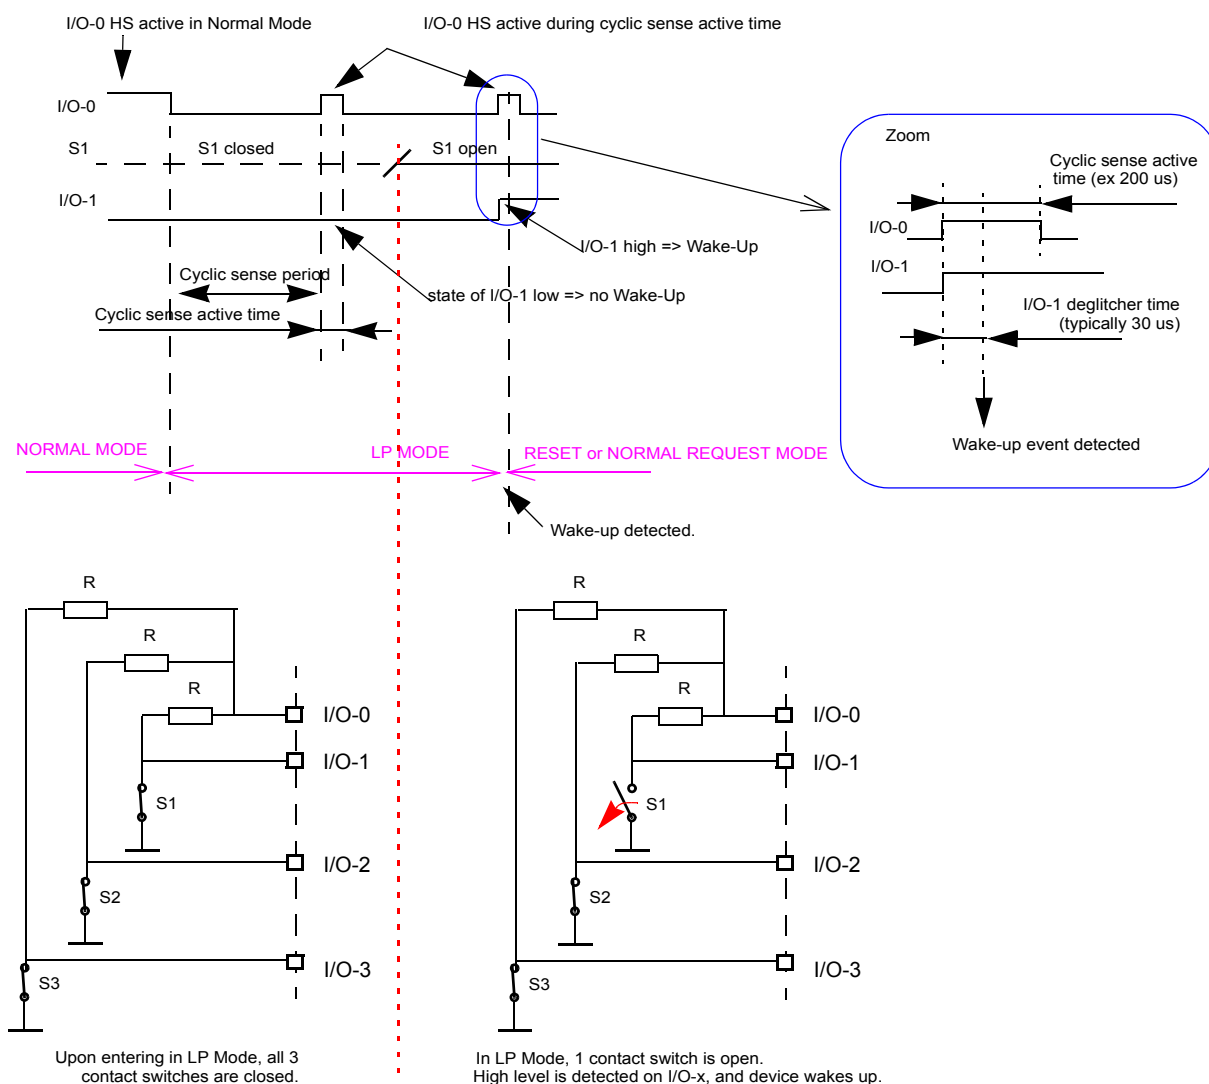 I/O-0 HS active in Normal Mode
I/O-0 HS active during cyclic sense active time
I/O-0
S1
S1 closed
S1 open
I/O-1
I/O-1 high => Wake-Up
Cyclic sense period
state of I/O-1 low => no Wake-Up
Cyclic sense active time
Zoom
Cyclic sense active
time (ex 200 us)
I/O-0
I/O-1
I/O-1 deglitcher time
(typically 30 us)
Wake-up event detected
NORMAL MODE
LP MODE
RESET or NORMAL REQUEST MODE
Wake-up detected.
R
R
R
I/O-0
I/O-1
S1
I/O-2
S2
I/O-3
S3
Upon entering in LP Mode, all 3
contact switches are closed.
R
R
R
I/O-0
I/O-1
S1
I/O-2
S2
I/O-3
S3
In LP Mode, 1 contact switch is open.
High level is detected on I/O-x, and device wakes up.